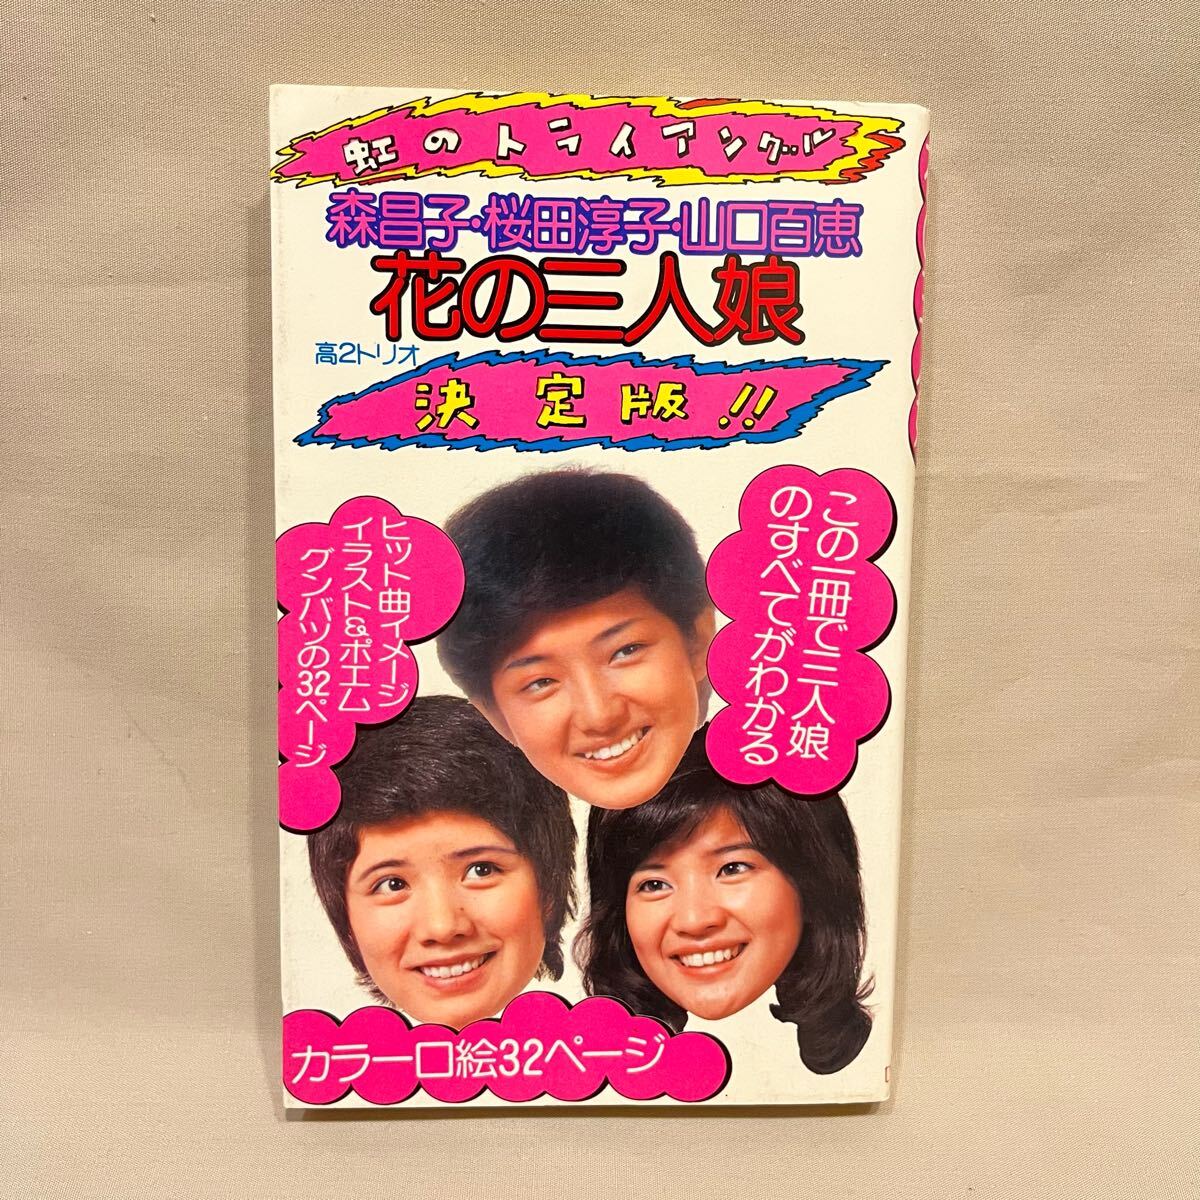 虹のトライアングル
森昌子・桜田淳子・山口百恵
花の三人娘
高2トリオ
決定版!!
この一冊で三人娘
のすべてがわかる
ヒット曲イメージ
イラスト&ポエム
グンバツの32ページ
カラー口絵32ページ